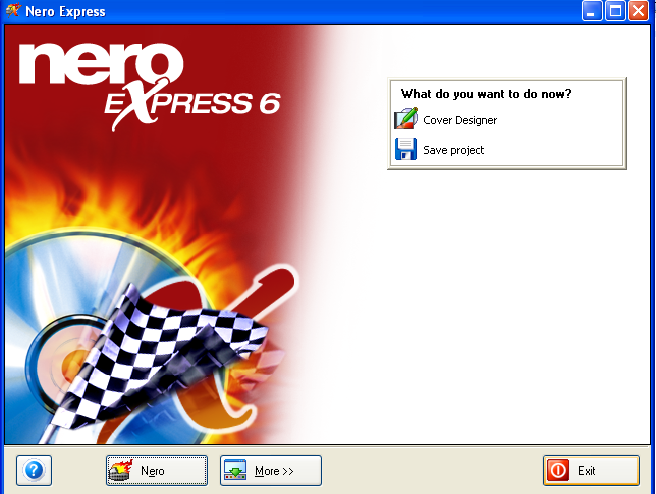 Nero Express
nero
EXPRESS 6
What do you want to do now?
Cover Designer
Save project
?
Nero
More >>
Exit